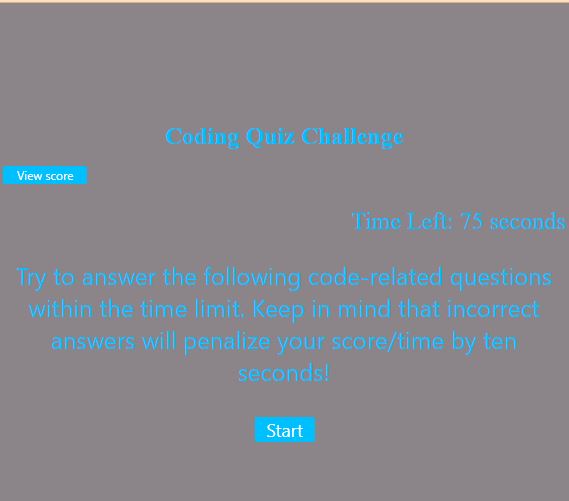 Coding Quiz Challenge
View score
Time Left: 75 seconds
Try to answer the following code-related questions
within the time limit. Keep in mind that incorrect
answers will penalize your score/time by ten
seconds!
Start